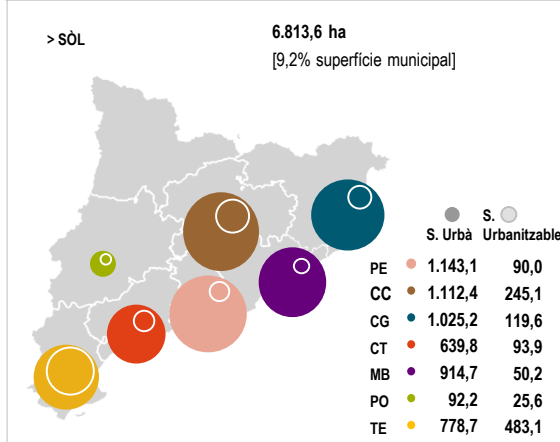 > SÒL
6.813,6 ha
[9,2% superfície municipal]
S. Urbà
S. Urbanitzable
PE 1.143,1 90,0
CC 1.112,4 245,1
CG 1.025,2 119,6
CT 639,8 93,9
MB 914,7 50,2
PO 92,2 25,6
TE 778,7 483,1